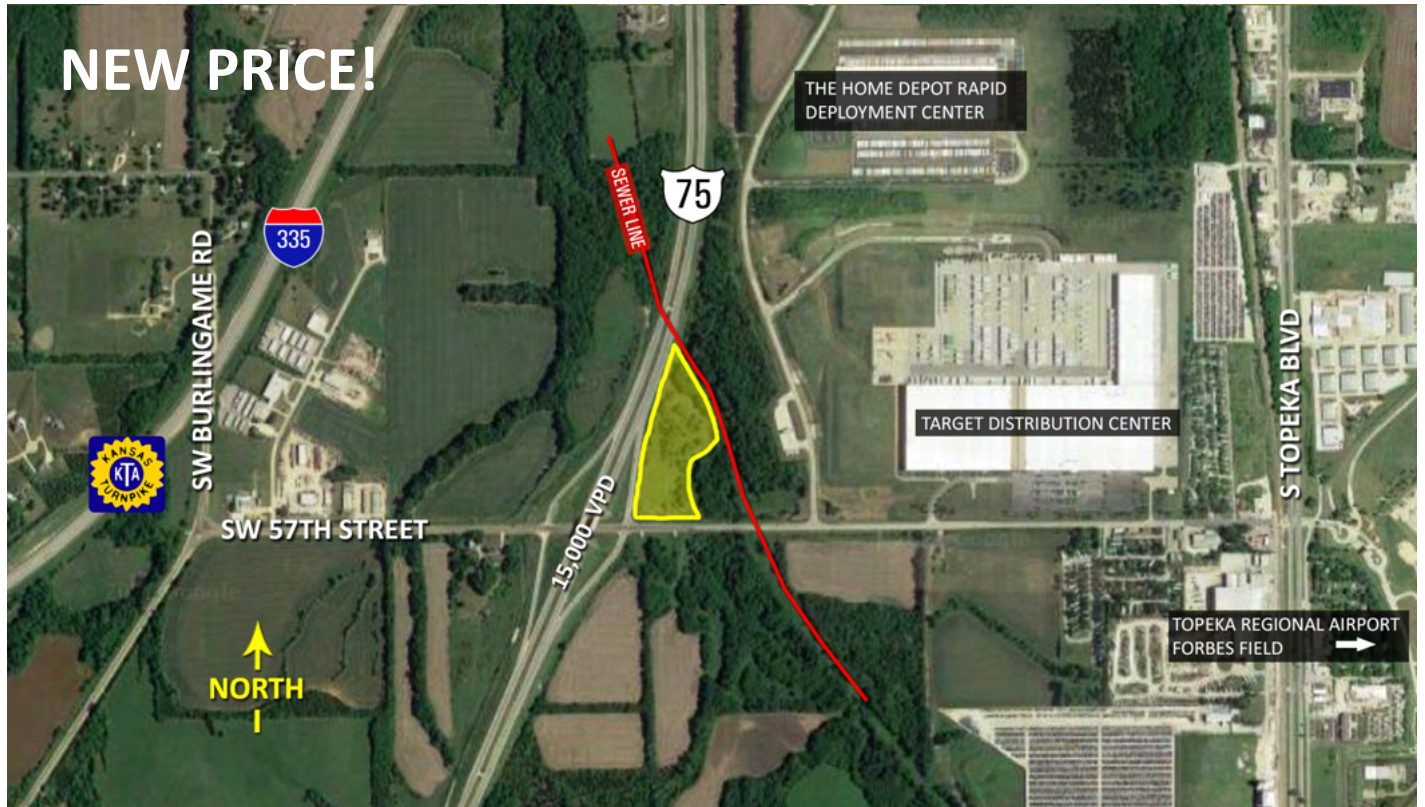 NEW PRICE!
THE HOME DEPOT RAPID
DEPLOYMENT CENTER
SEWER LINE
75
335
SW BURLINGAME RD
KANSAS
KTA
TURNPIKE
SW 57TH STREET
15,000 VPD
TARGET DISTRIBUTION CENTER
S TOPEKA BLVD
Google
NORTH
TOPEKA REGIONAL AIRPORT
FORBES FIELD